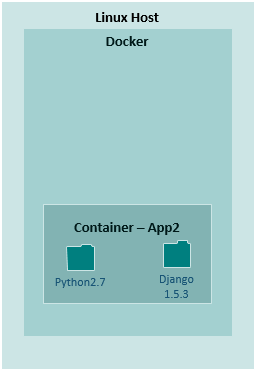 Linux Host
Docker
Container – App2
Python2.7
Django
1.5.3